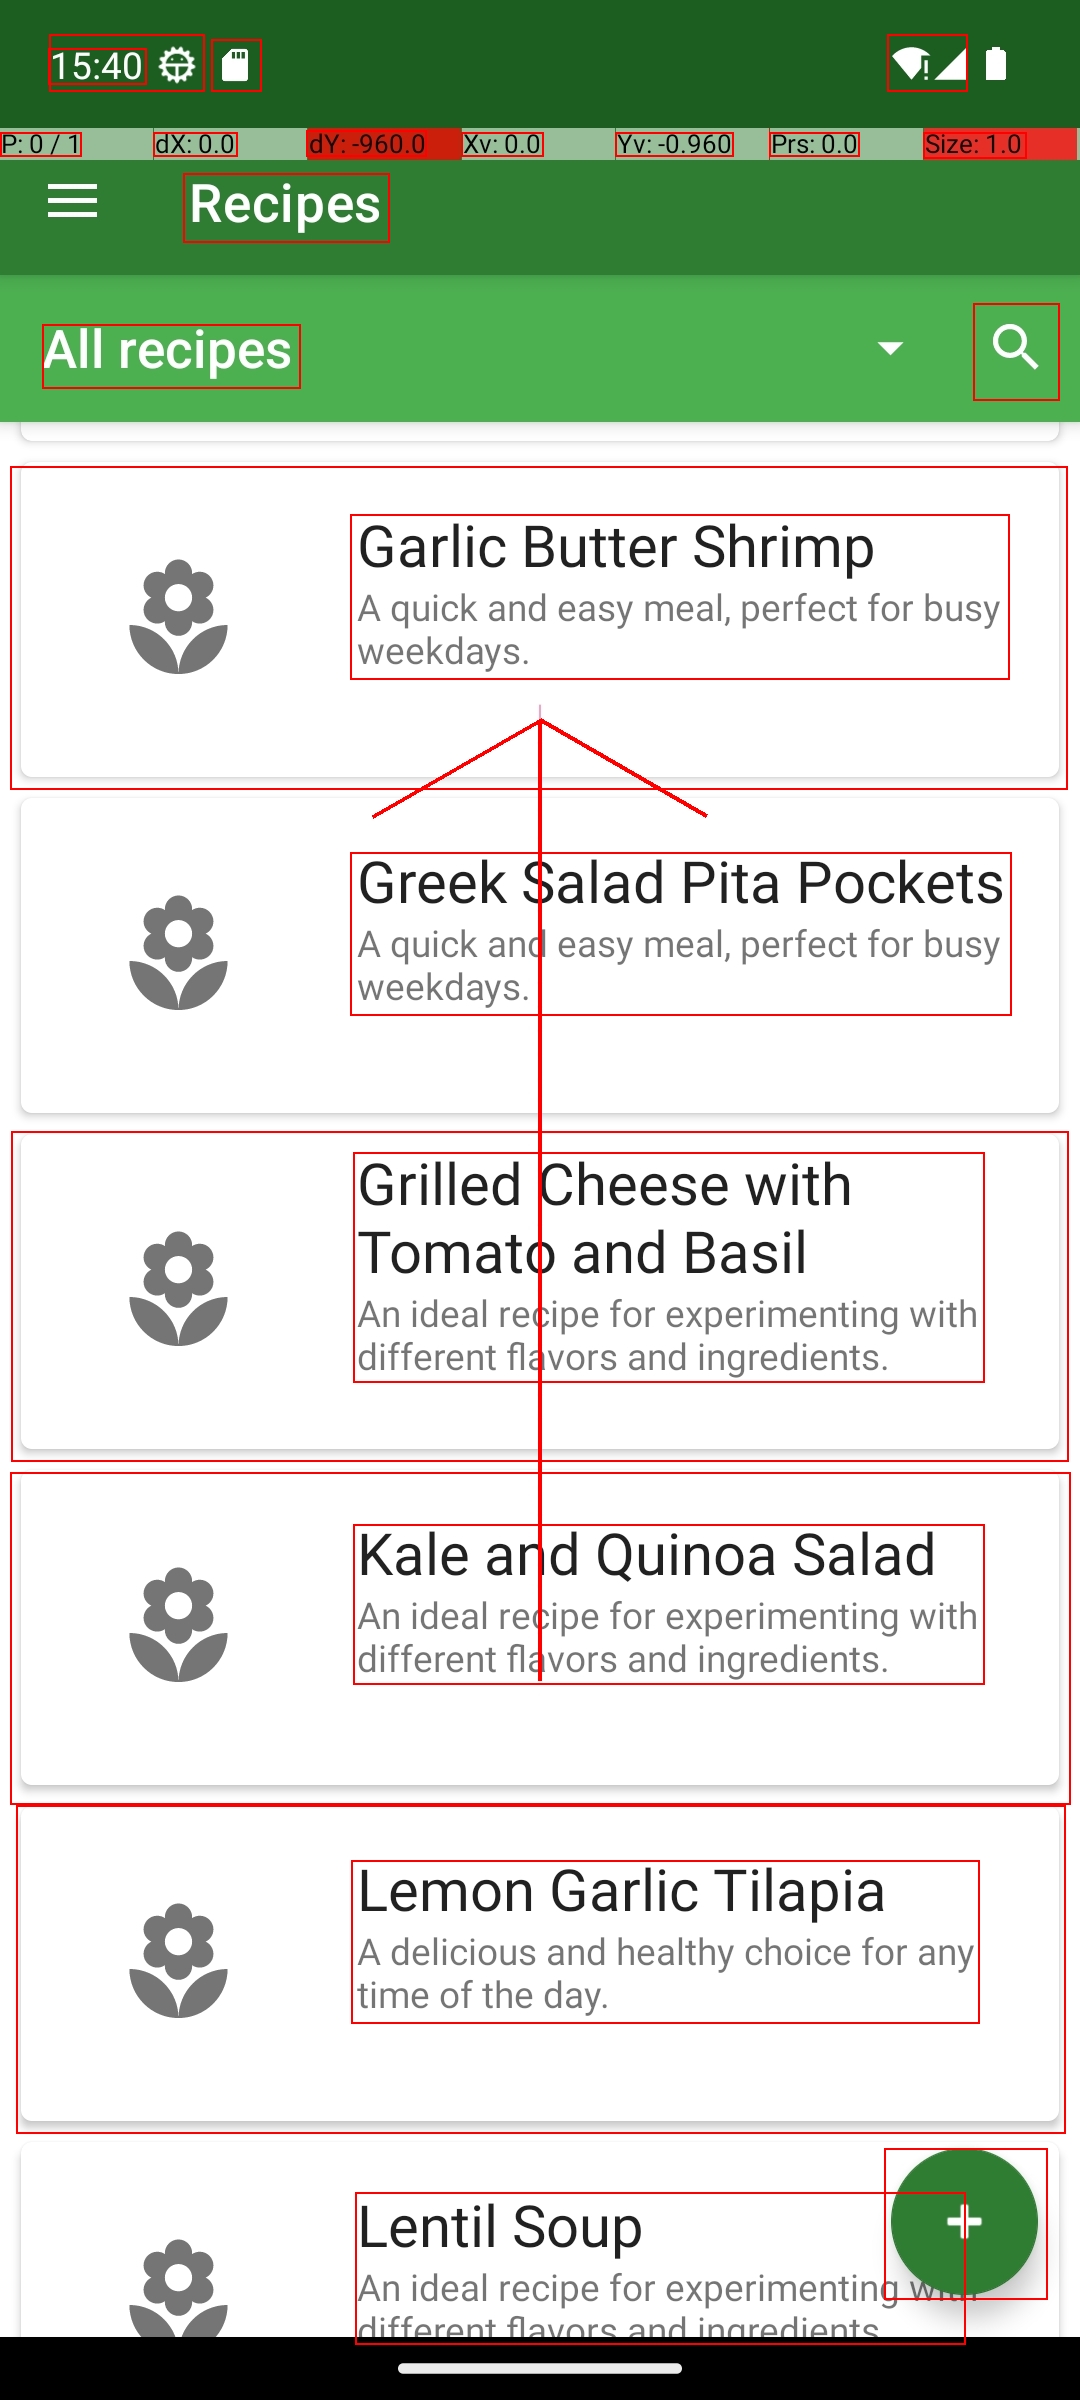 15:40
P: 0 / 1 dX: 0.0 dY: -960.0 Xv: 0.0 Yv: -0.960 Prs: 0.0 Size: 1.0
Recipes
All recipes
Garlic Butter Shrimp
A quick and easy meal, perfect for busy
weekdays.
Greek Salad Pita Pockets
A quick and easy meal, perfect for busy
weekdays.
Grilled Cheese with
Tomato and Basil
An ideal recipe for experimenting with
different flavors and ingredients.
Kale and Quinoa Salad
An ideal recipe for experimenting with
different flavors and ingredients.
Lemon Garlic Tilapia
A delicious and healthy choice for any
time of the day.
Lentil Soup
An ideal recipe for experimenting with
different flavors and ingredients.